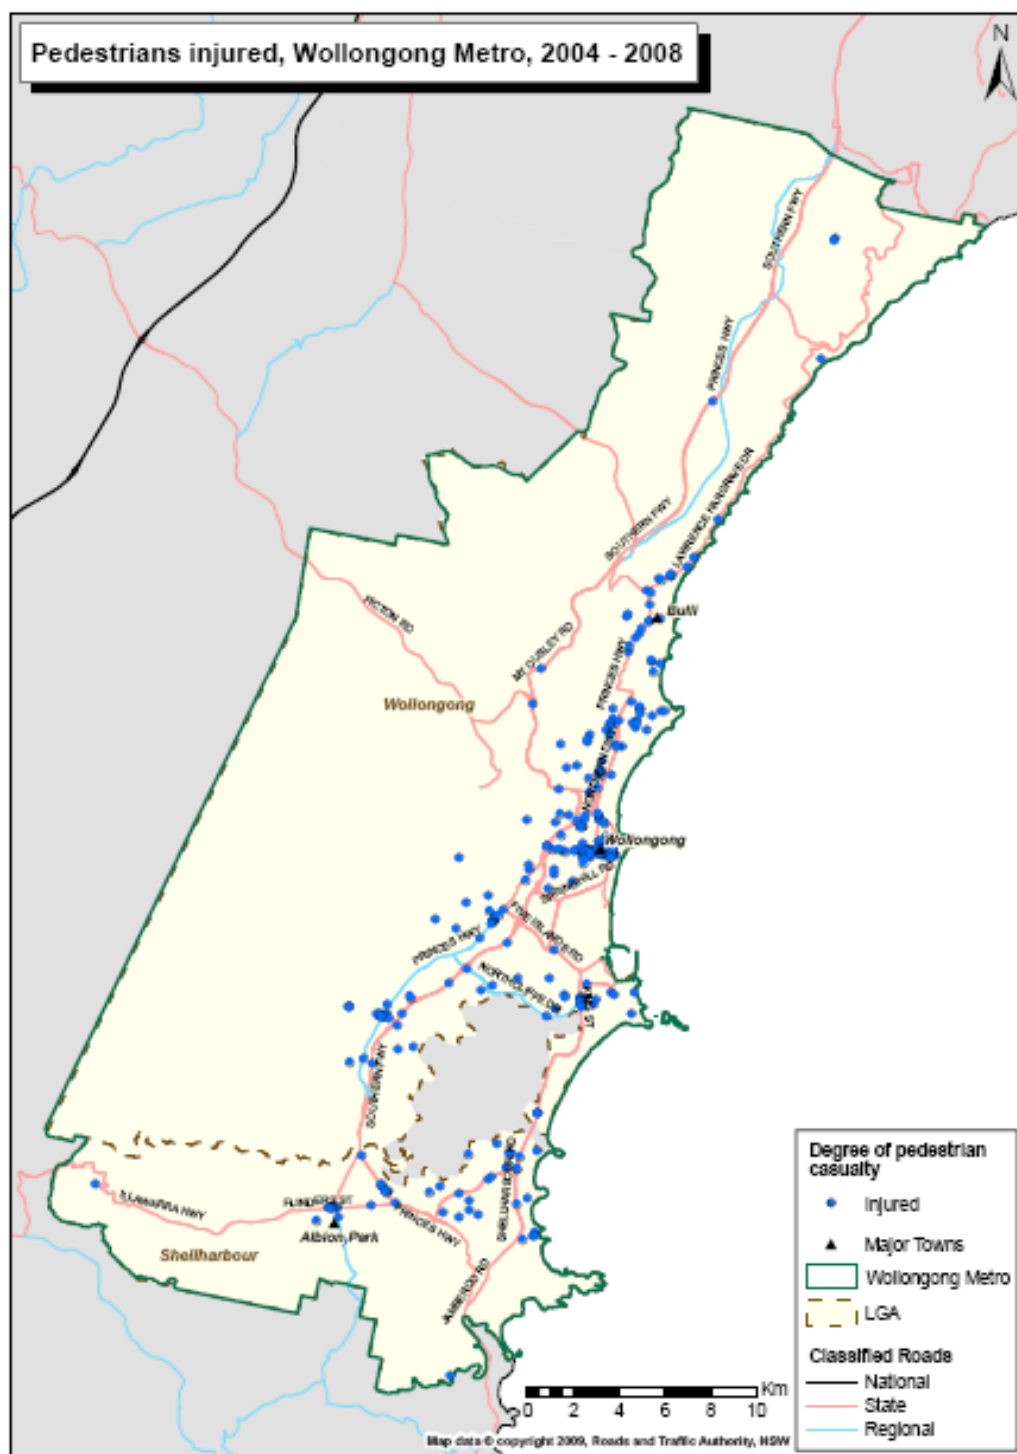 Pedestrians injured, Wollongong Metro, 2004 - 2008
N
SOUTHERN FWY
PRINCES HWY
LAWRENCE HARGRAVE DR
SOUTHERN FWY
PICTON RD
Bulli
MT OUSLEY RD
PRINCES HWY
Wollongong
Wollongong
SPRINGHILL RD
FIVE ISLANDS RD
PRINCES HWY
NORTHCLIFFE DR
SOUTHERN FWY
ILLAWARRA HWY
FLINDERS ST
PRINCES HWY
Albion Park
Shellharbour
Degree of pedestrian
casualty
Injured
Major Towns
Wollongong Metro
LGA
Classified Roads
National
State
Regional
Km
0 2 4 6 8 10
Map data © copyright 2009, Roads and Traffic Authority, NSW